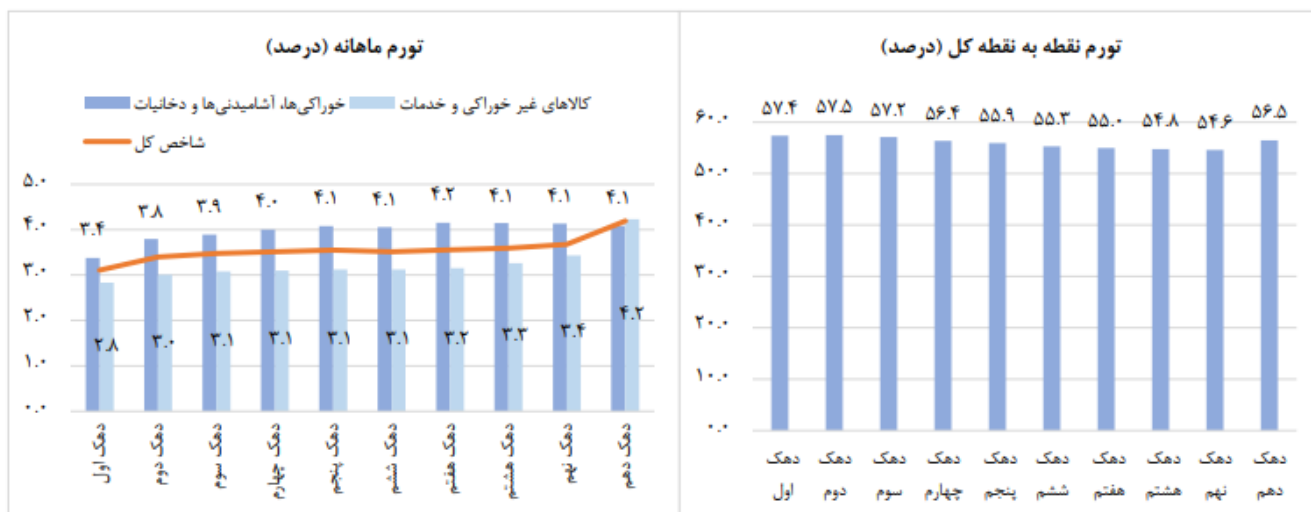 تورم نقطه به نقطه کل (درصد)
۵۷.۴ ۵۷.۵ ۵۷.۲ ۵۶.۴ ۵۵.۹ ۵۵.۳ ۵۵.۰ ۵۴.۸ ۵۴.۶ ۵۶.۵
۶۰.۰
۵۰.۰
۴۰.۰
۳۰.۰
۲۰.۰
۱۰.۰
۰.۰
دهک اول
دهک دوم
دهک سوم
دهک چهارم
دهک پنجم
دهک ششم
دهک هفتم
دهک هشتم
دهک نهم
دهک دهم
تورم ماهانه (درصد)
خوراکی‌ها، آشامیدنی‌ها و دخانیات
کالاهای غیر خوراکی و خدمات
شاخص کل
۵.۰
۴.۰
۳.۰
۲.۰
۱.۰
۰.۰
۳.۴ ۳.۸ ۳.۹ ۴.۰ ۴.۱ ۴.۱ ۴.۲ ۴.۱ ۴.۱ ۴.۱
۲.۸ ۳.۰ ۳.۱ ۳.۱ ۳.۱ ۳.۱ ۳.۲ ۳.۳ ۳.۴ ۴.۲
دهک اول
دهک دوم
دهک سوم
دهک چهارم
دهک پنجم
دهک ششم
دهک هفتم
دهک هشتم
دهک نهم
دهک دهم